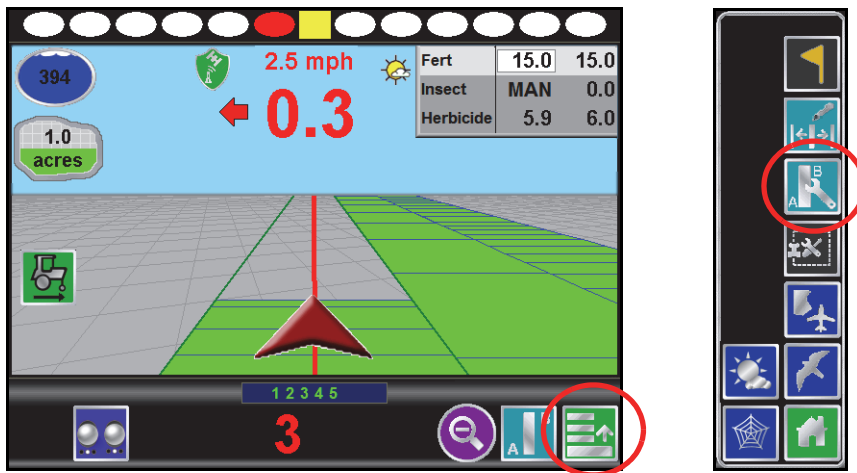 394
1.0
acres
2.5 mph
0.3
Fert 15.0 15.0
Insect MAN 0.0
Herbicide 5.9 6.0
1 2 3 4 5
3
A B
B
A